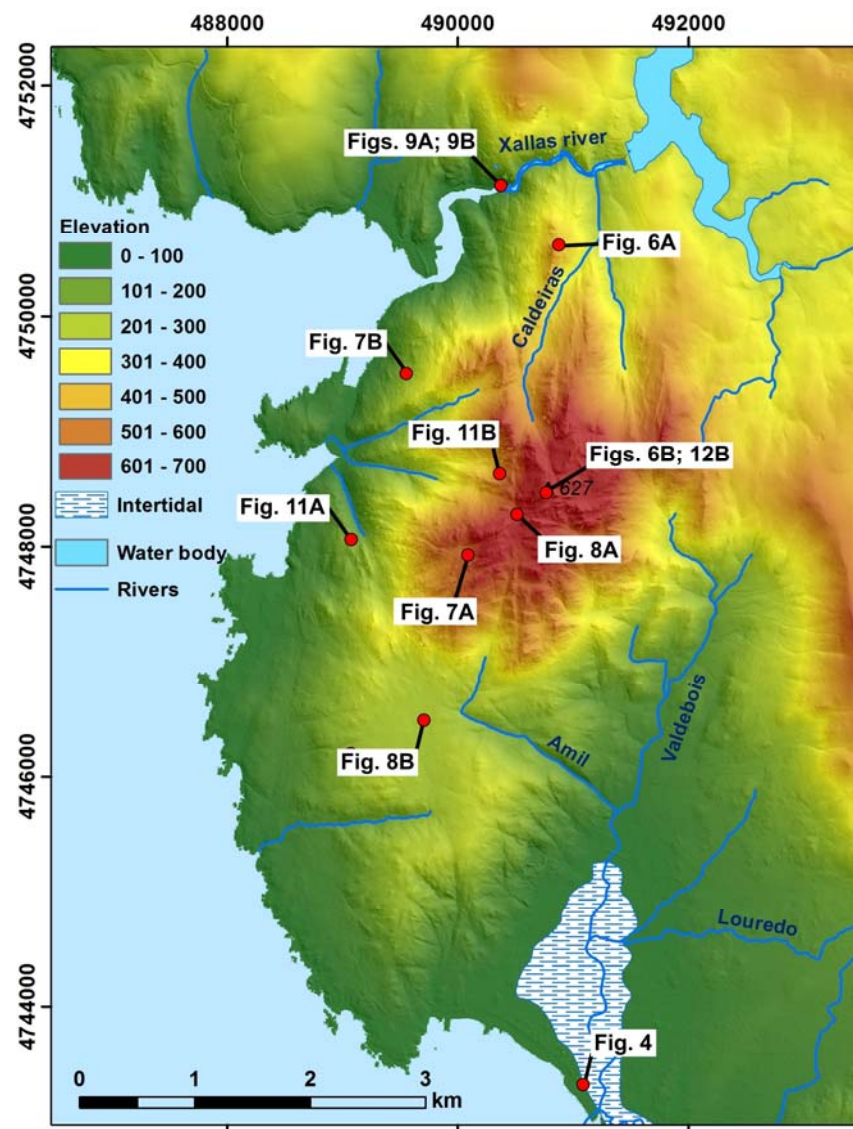 488000
490000
492000
4752000
Figs. 9A; 9B
Xallas river
Elevation
0 - 100
101 - 200
201 - 300
301 - 400
401 - 500
501 - 600
601 - 700
Intertidal
Water body
Rivers
Fig. 6A
Caldeiras
4750000
Fig. 7B
Fig. 11B
Figs. 6B; 12B
627
Fig. 11A
4748000
Fig. 8A
Fig. 7A
Valdebois
Amil
Fig. 8B
4746000
Louredo
4744000
Fig. 4
0 1 2 3
km